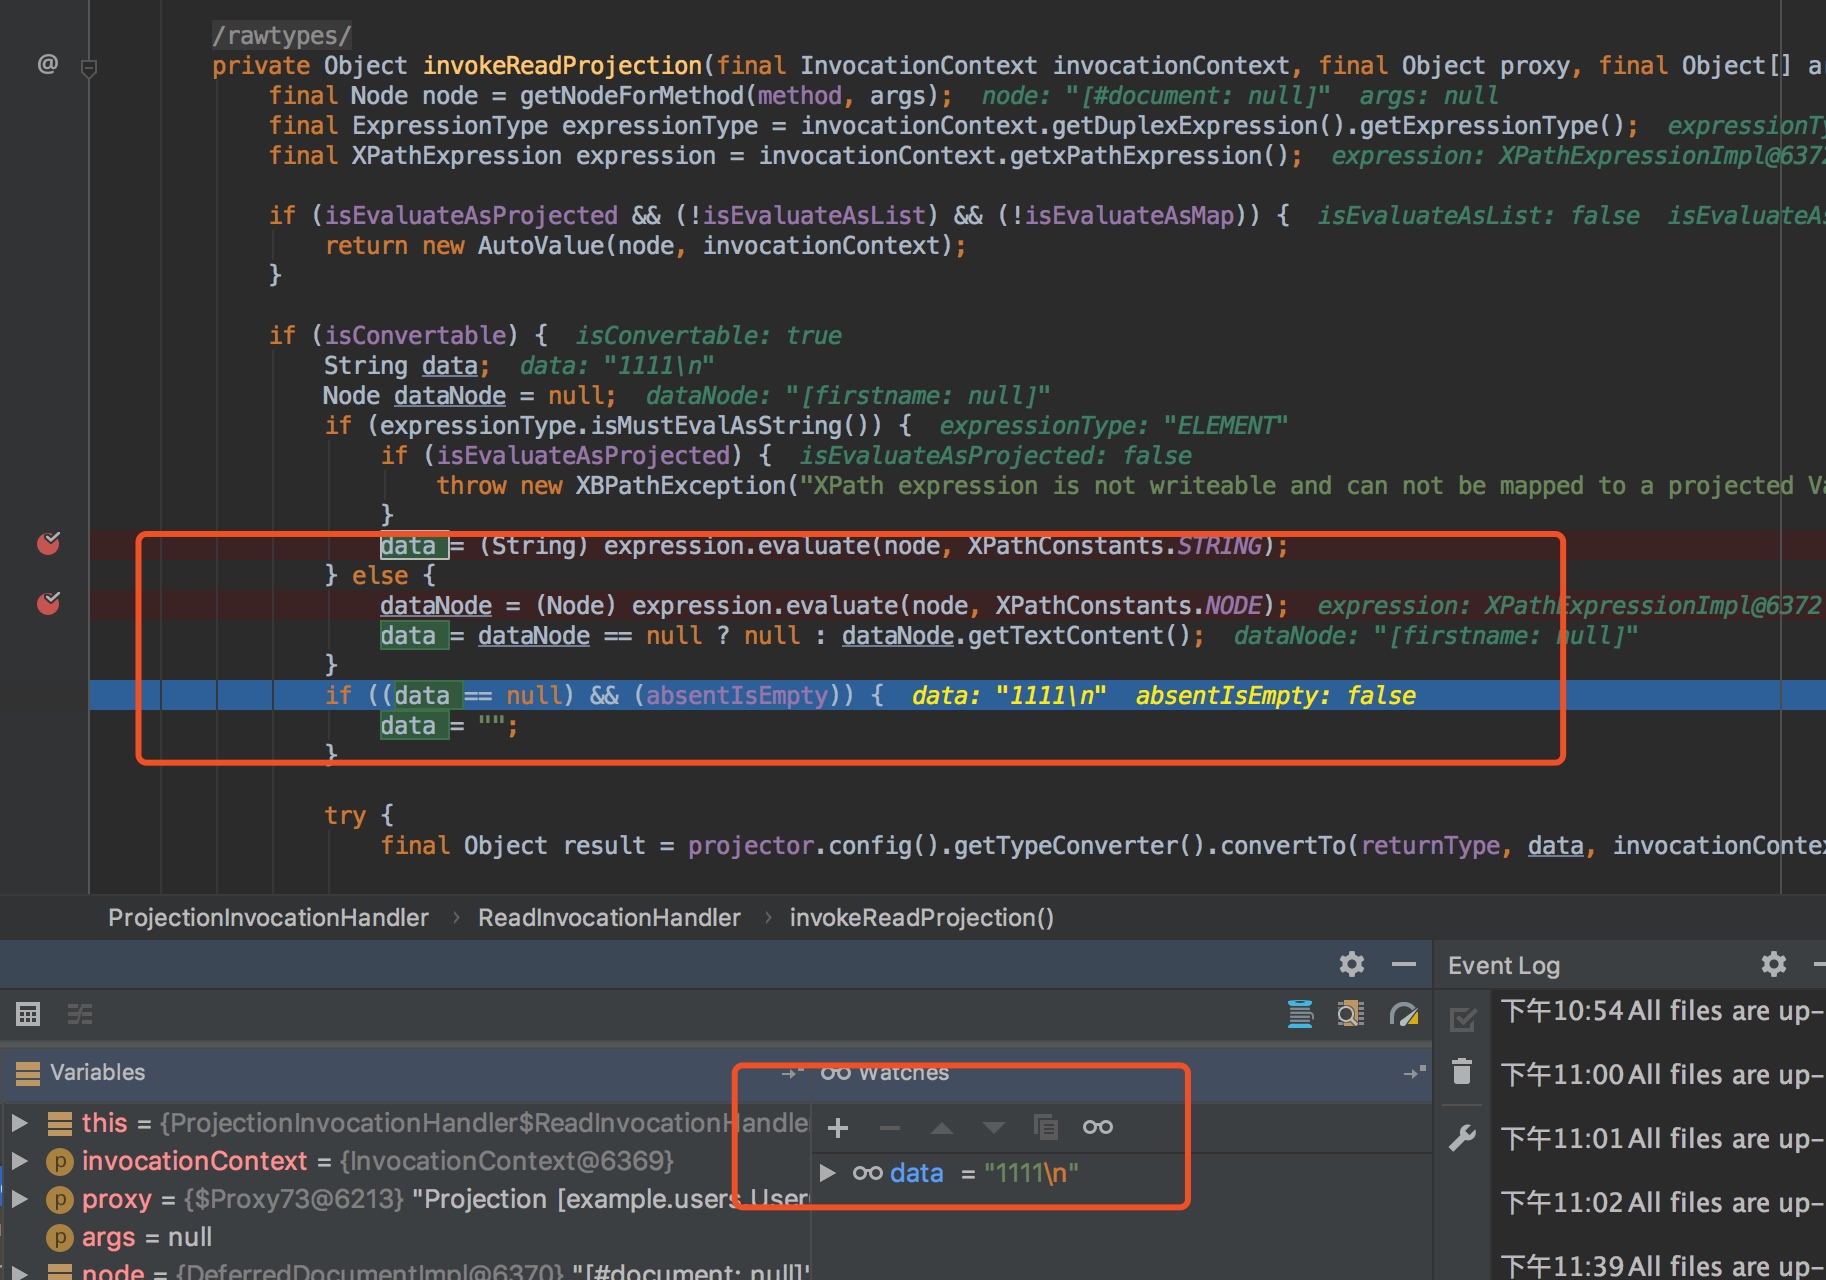 /rawtypes/
@
private Object invokeReadProjection(final InvocationContext invocationContext, final Object proxy, final Object[] ar
final Node node = getNodeForMethod(method, args); node: "[#document: null]" args: null
final ExpressionType expressionType = invocationContext.getDuplexExpression().getExpressionType(); expressionTy
final XPathExpression expression = invocationContext.getxPathExpression(); expression: XPathExpressionImpl@6372
if (isEvaluateAsProjected && (!isEvaluateAsList) && (!isEvaluateAsMap)) { isEvaluateAsList: false isEvaluateAs
return new AutoValue(node, invocationContext);
}
if (isConvertable) { isConvertable: true
String data; data: "1111\n"
Node dataNode = null; dataNode: "[firstname: null]"
if (expressionType.isMustEvalAsString()) { expressionType: "ELEMENT"
if (isEvaluateAsProjected) { isEvaluateAsProjected: false
throw new XBPathException("XPath expression is not writeable and can not be mapped to a projected Va
}
data = (String) expression.evaluate(node, XPathConstants.STRING);
} else {
dataNode = (Node) expression.evaluate(node, XPathConstants.NODE); expression: XPathExpressionImpl@6372
data = dataNode == null ? null : dataNode.getTextContent(); dataNode: "[firstname: null]"
}
if ((data == null) && (absentIsEmpty)) { data: "1111\n" absentIsEmpty: false
data = "";
}
try {
final Object result = projector.config().getTypeConverter().convertTo(returnType, data, invocationContex
ProjectionInvocationHandler › ReadInvocationHandler › invokeReadProjection()
Event Log
Variables
Watches
this = {ProjectionInvocationHandler$ReadInvocationHandle
p invocationContext = {InvocationContext@6369}
p proxy = {$Proxy73@6213} "Projection [example.users.User
p args = null
node = {DeferredDocumentImpl@6370} "[#document: null]"
data = "1111\n"
下午10:54 All files are up-
下午11:00 All files are up-
下午11:01 All files are up-
下午11:02 All files are up-
下午11:39 All files are up-